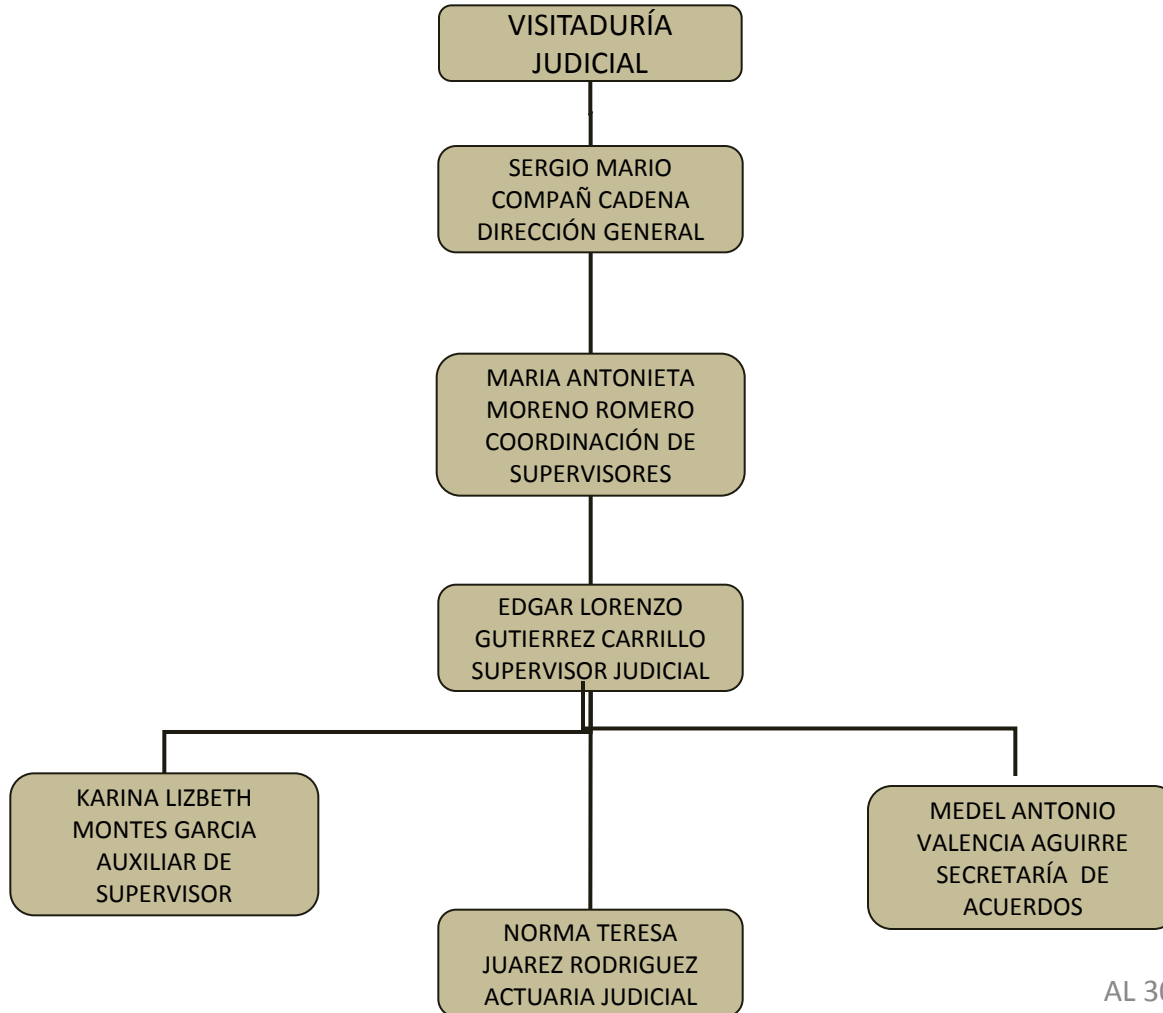 VISITADURÍA
JUDICIAL
SERGIO MARIO
COMPAÑ CADENA
DIRECCIÓN GENERAL
MARIA ANTONIETA
MORENO ROMERO
COORDINACIÓN DE
SUPERVISORES
EDGAR LORENZO
GUTIERREZ CARRILLO
SUPERVISOR JUDICIAL
KARINA LIZBETH
MONTES GARCIA
AUXILIAR DE
SUPERVISOR
MEDEL ANTONIO
VALENCIA AGUIRRE
SECRETARÍA DE
ACUERDOS
NORMA TERESA
JUAREZ RODRIGUEZ
ACTUARIA JUDICIAL
AL 30